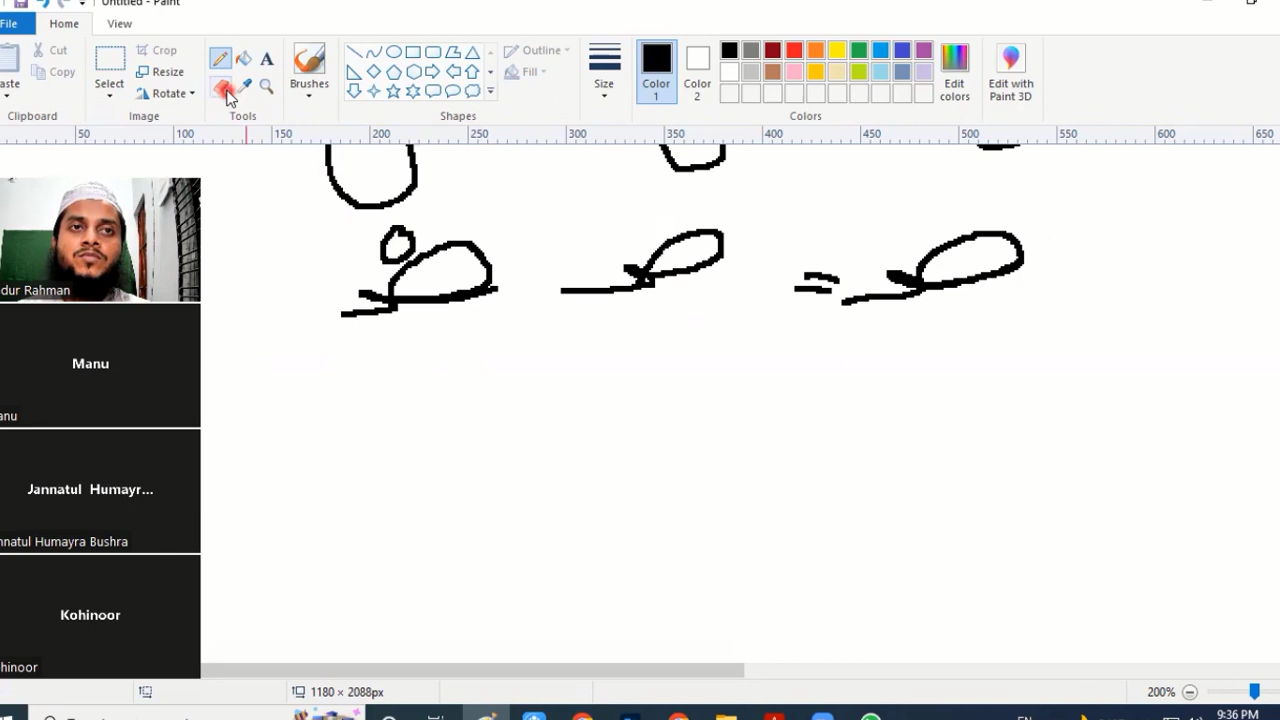 Untitled - Paint
File Home View
Cut
Copy
Select
Crop
Resize
Rotate
Brushes
Outline
Fill
Size
Color 1
Color 2
Edit colors
Edit with Paint 3D
Clipboard Image Tools Shapes Colors
50 100 150 200 250 300 350 400 450 500 550 600 650
dur Rahman
Manu
anu
Jannatul Humayr...
nnatul Humayra Bushra
Kohinoor
hinoor
1180 × 2088px
200%
EN
9:36 PM